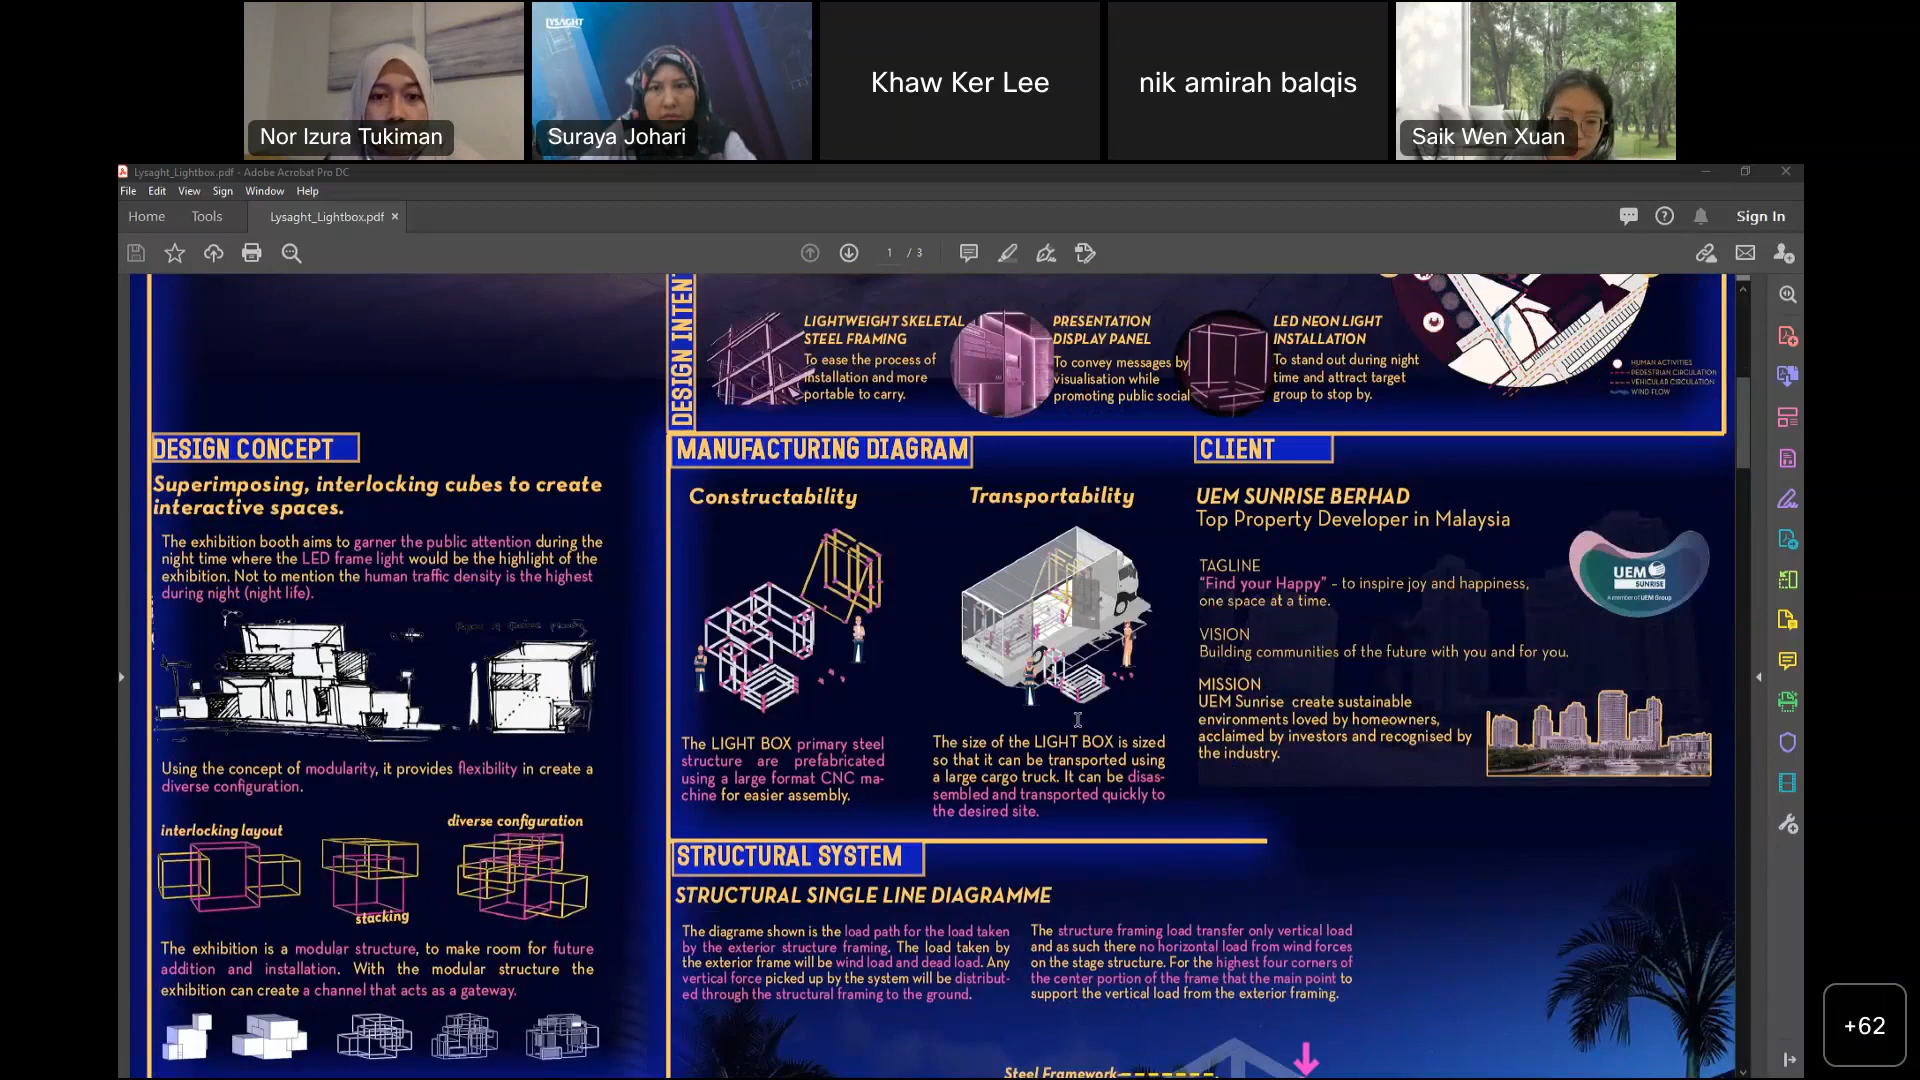 LYSAGHT
Nor Izura Tukiman
Suraya Johari
Khaw Ker Lee
nik amirah balqis
Saik Wen Xuan
Lysaght_Lightbox.pdf - Adobe Acrobat Pro DC
File Edit View Sign Window Help
Home Tools Lysaght_Lightbox.pdf ×
Sign In
1 / 3
DESIGN INTEN
LIGHTWEIGHT SKELETAL
STEEL FRAMING
To ease the process of
installation and more
portable to carry.
PRESENTATION
DISPLAY PANEL
To convey messages by
visualisation while
promoting public social
LED NEON LIGHT
INSTALLATION
To stand out during night
time and attract target
group to stop by.
HUMAN ACTIVITIES
PEDESTRIAN CIRCULATION
VEHICULAR CIRCULATION
WIND FLOW
DESIGN CONCEPT
Superimposing, interlocking cubes to create
interactive spaces.
The exhibition booth aims to garner the public attention during the
night time where the LED frame light would be the highlight of the
exhibition. Not to mention the human traffic density is the highest
during night (night life).
Using the concept of modularity, it provides flexibility in create a
diverse configuration.
interlocking layout
diverse configuration
stacking
The exhibition is a modular structure, to make room for future
addition and installation. With the modular structure the
exhibition can create a channel that acts as a gateway.
MANUFACTURING DIAGRAM
Constructability
The LIGHT BOX primary steel
structure are prefabricated
using a large format CNC ma-
chine for easier assembly.
Transportability
The size of the LIGHT BOX is sized
so that it can be transported using
a large cargo truck. It can be disas-
sembled and transported quickly to
the desired site.
CLIENT
UEM SUNRISE BERHAD
Top Property Developer in Malaysia
TAGLINE
"Find your Happy" - to inspire joy and happiness,
one space at a time.
VISION
Building communities of the future with you and for you.
MISSION
UEM Sunrise create sustainable
environments loved by homeowners,
acclaimed by investors and recognised by
the industry.
UEM
SUNRISE
A member of UEM Group
STRUCTURAL SYSTEM
STRUCTURAL SINGLE LINE DIAGRAMME
The diagrame shown is the load path for the load taken
by the exterior structure framing. The load taken by
the exterior frame will be wind load and dead load. Any
vertical force picked up by the system will be distribut-
ed through the structural framing to the ground.
The structure framing load transfer only vertical load
and as such there no horizontal load from wind forces
on the stage structure. For the highest four corners of
the center portion of the frame that the main point to
support the vertical load from the exterior framing.
Steel Framework
+62